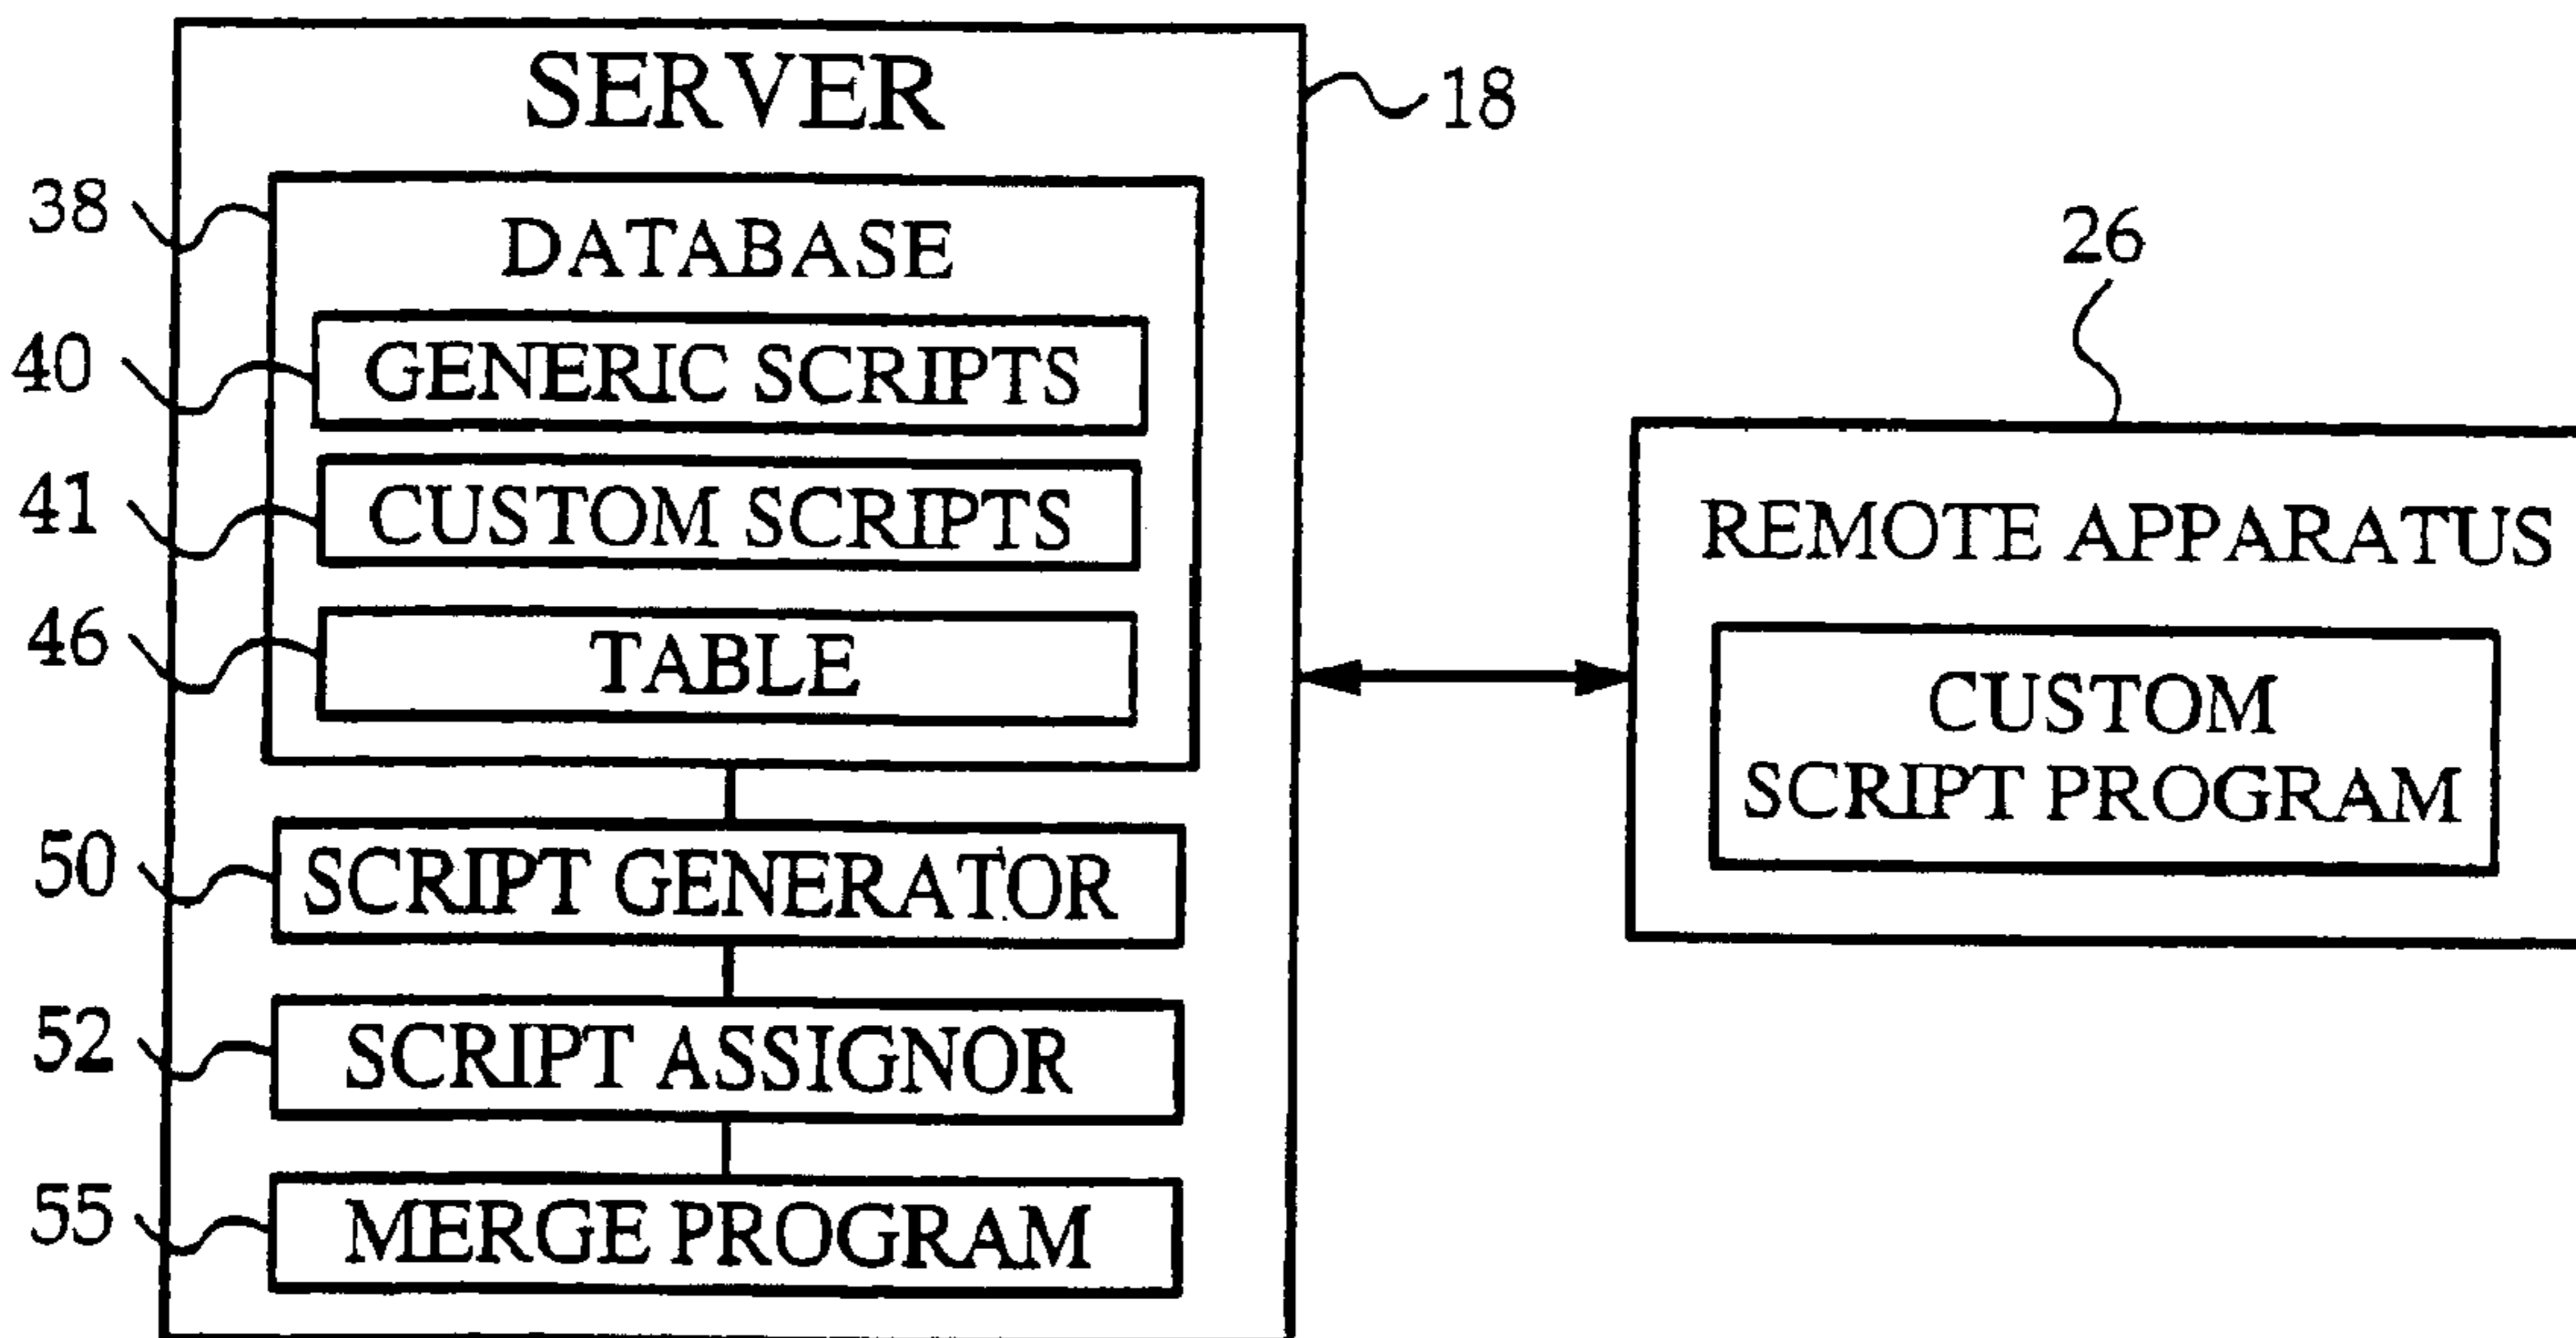 SERVER
18
38
DATABASE
40
GENERIC SCRIPTS
41
CUSTOM SCRIPTS
46
TABLE
50
SCRIPT GENERATOR
52
SCRIPT ASSIGNOR
55
MERGE PROGRAM
26
REMOTE APPARATUS
CUSTOM
SCRIPT PROGRAM